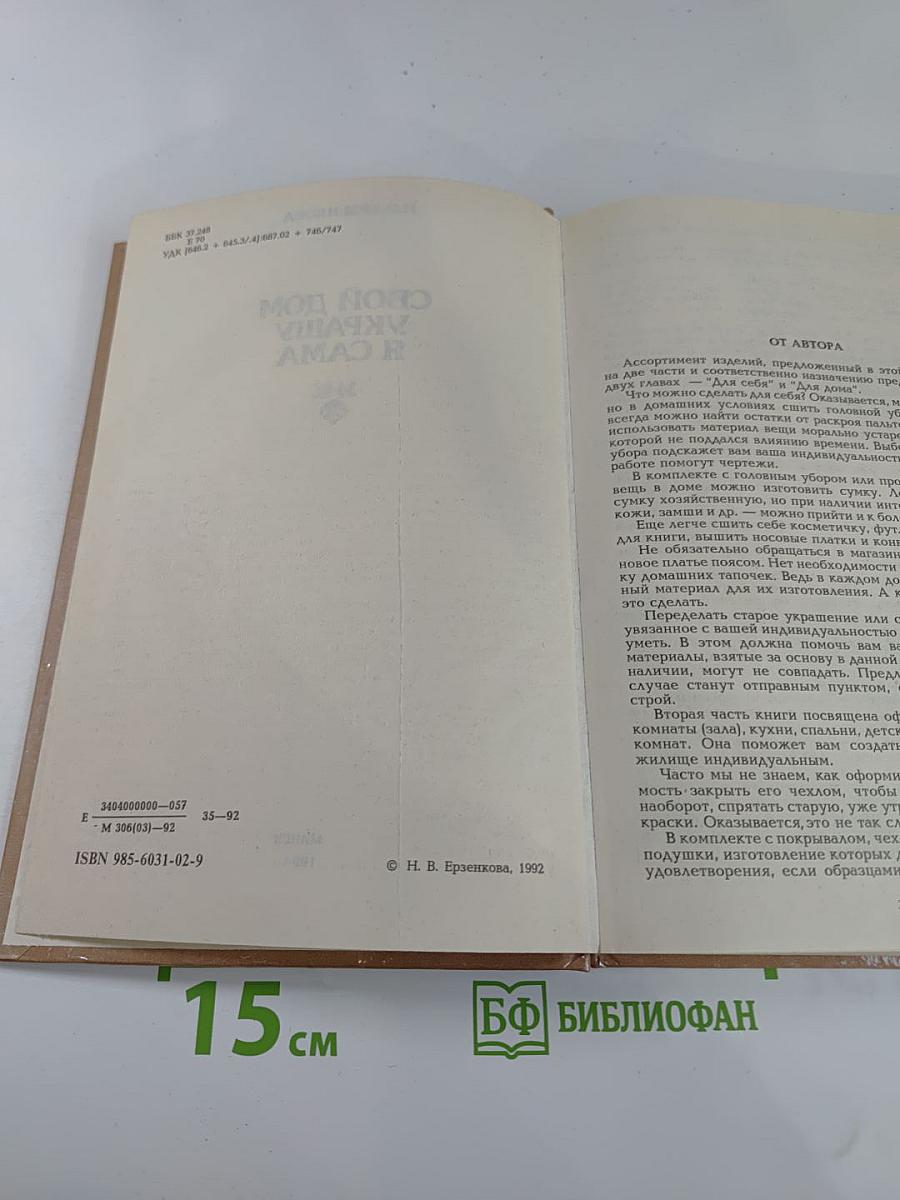 ББК 37.248
Е 70
УДК [646.2 + 645.3/.4]:687.02 + 746/747
СВОЙ ДОМ
УКРАШУ
Я САМА
Е 3404000000—057 35—92
М 306(03)—92
ISBN 985-6031-02-9
© Н. В. Ерзенкова, 1992
ОТ АВТОРА
Ассортимент изделий, предложенный в этой
на две части и соответственно назначению пред
двух главах — "Для себя" и "Для дома".
Что можно сделать для себя? Оказывается, м
но в домашних условиях сшить головной уб
всегда можно найти остатки от раскроя пальт
использовать материал вещи морально устаре
которой не поддался влиянию времени. Выб
убора подскажет вам ваша индивидуальност
работе помогут чертежи.
В комплекте с головным убором или про
вещь в доме можно изготовить сумку. Ле
сумку хозяйственную, но при наличии инт
кожи, замши и др. — можно прийти и к бол
Еще легче сшить себе косметичку, фут
для книги, вышить носовые платки и кон
Не обязательно обращаться в магазин
новое платье поясом. Нет необходимости
ку домашних тапочек. Ведь в каждом до
ный материал для их изготовления. А к
это сделать.
Переделать старое украшение или с
увязанное с вашей индивидуальностью
уметь. В этом должна помочь вам ва
материалы, взятые за основу в данной
наличии, могут не совпадать. Предл
случае станут отправным пунктом,
строй.
Вторая часть книги посвящена оф
комнаты (зала), кухни, спальни, детск
комнат. Она поможет вам создать
жилище индивидуальным.
Часто мы не знаем, как оформи
мость закрыть его чехлом, чтобы
наоборот, спрятать старую, уже ут
краски. Оказывается, это не так сл
В комплекте с покрывалом, чех
подушки, изготовление которых д
удовлетворения, если образцами
15 см
БФ БИБЛИОФАН